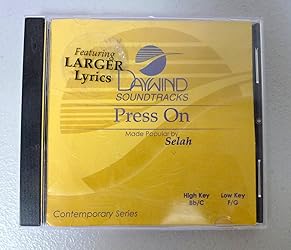 Featuring
LARGER
Lyrics
DAYWIND
SOUNDTRACKS
Press On
Made Popular by
Selah
High Key
Bb/C
Low Key
F/G
Contemporary Series